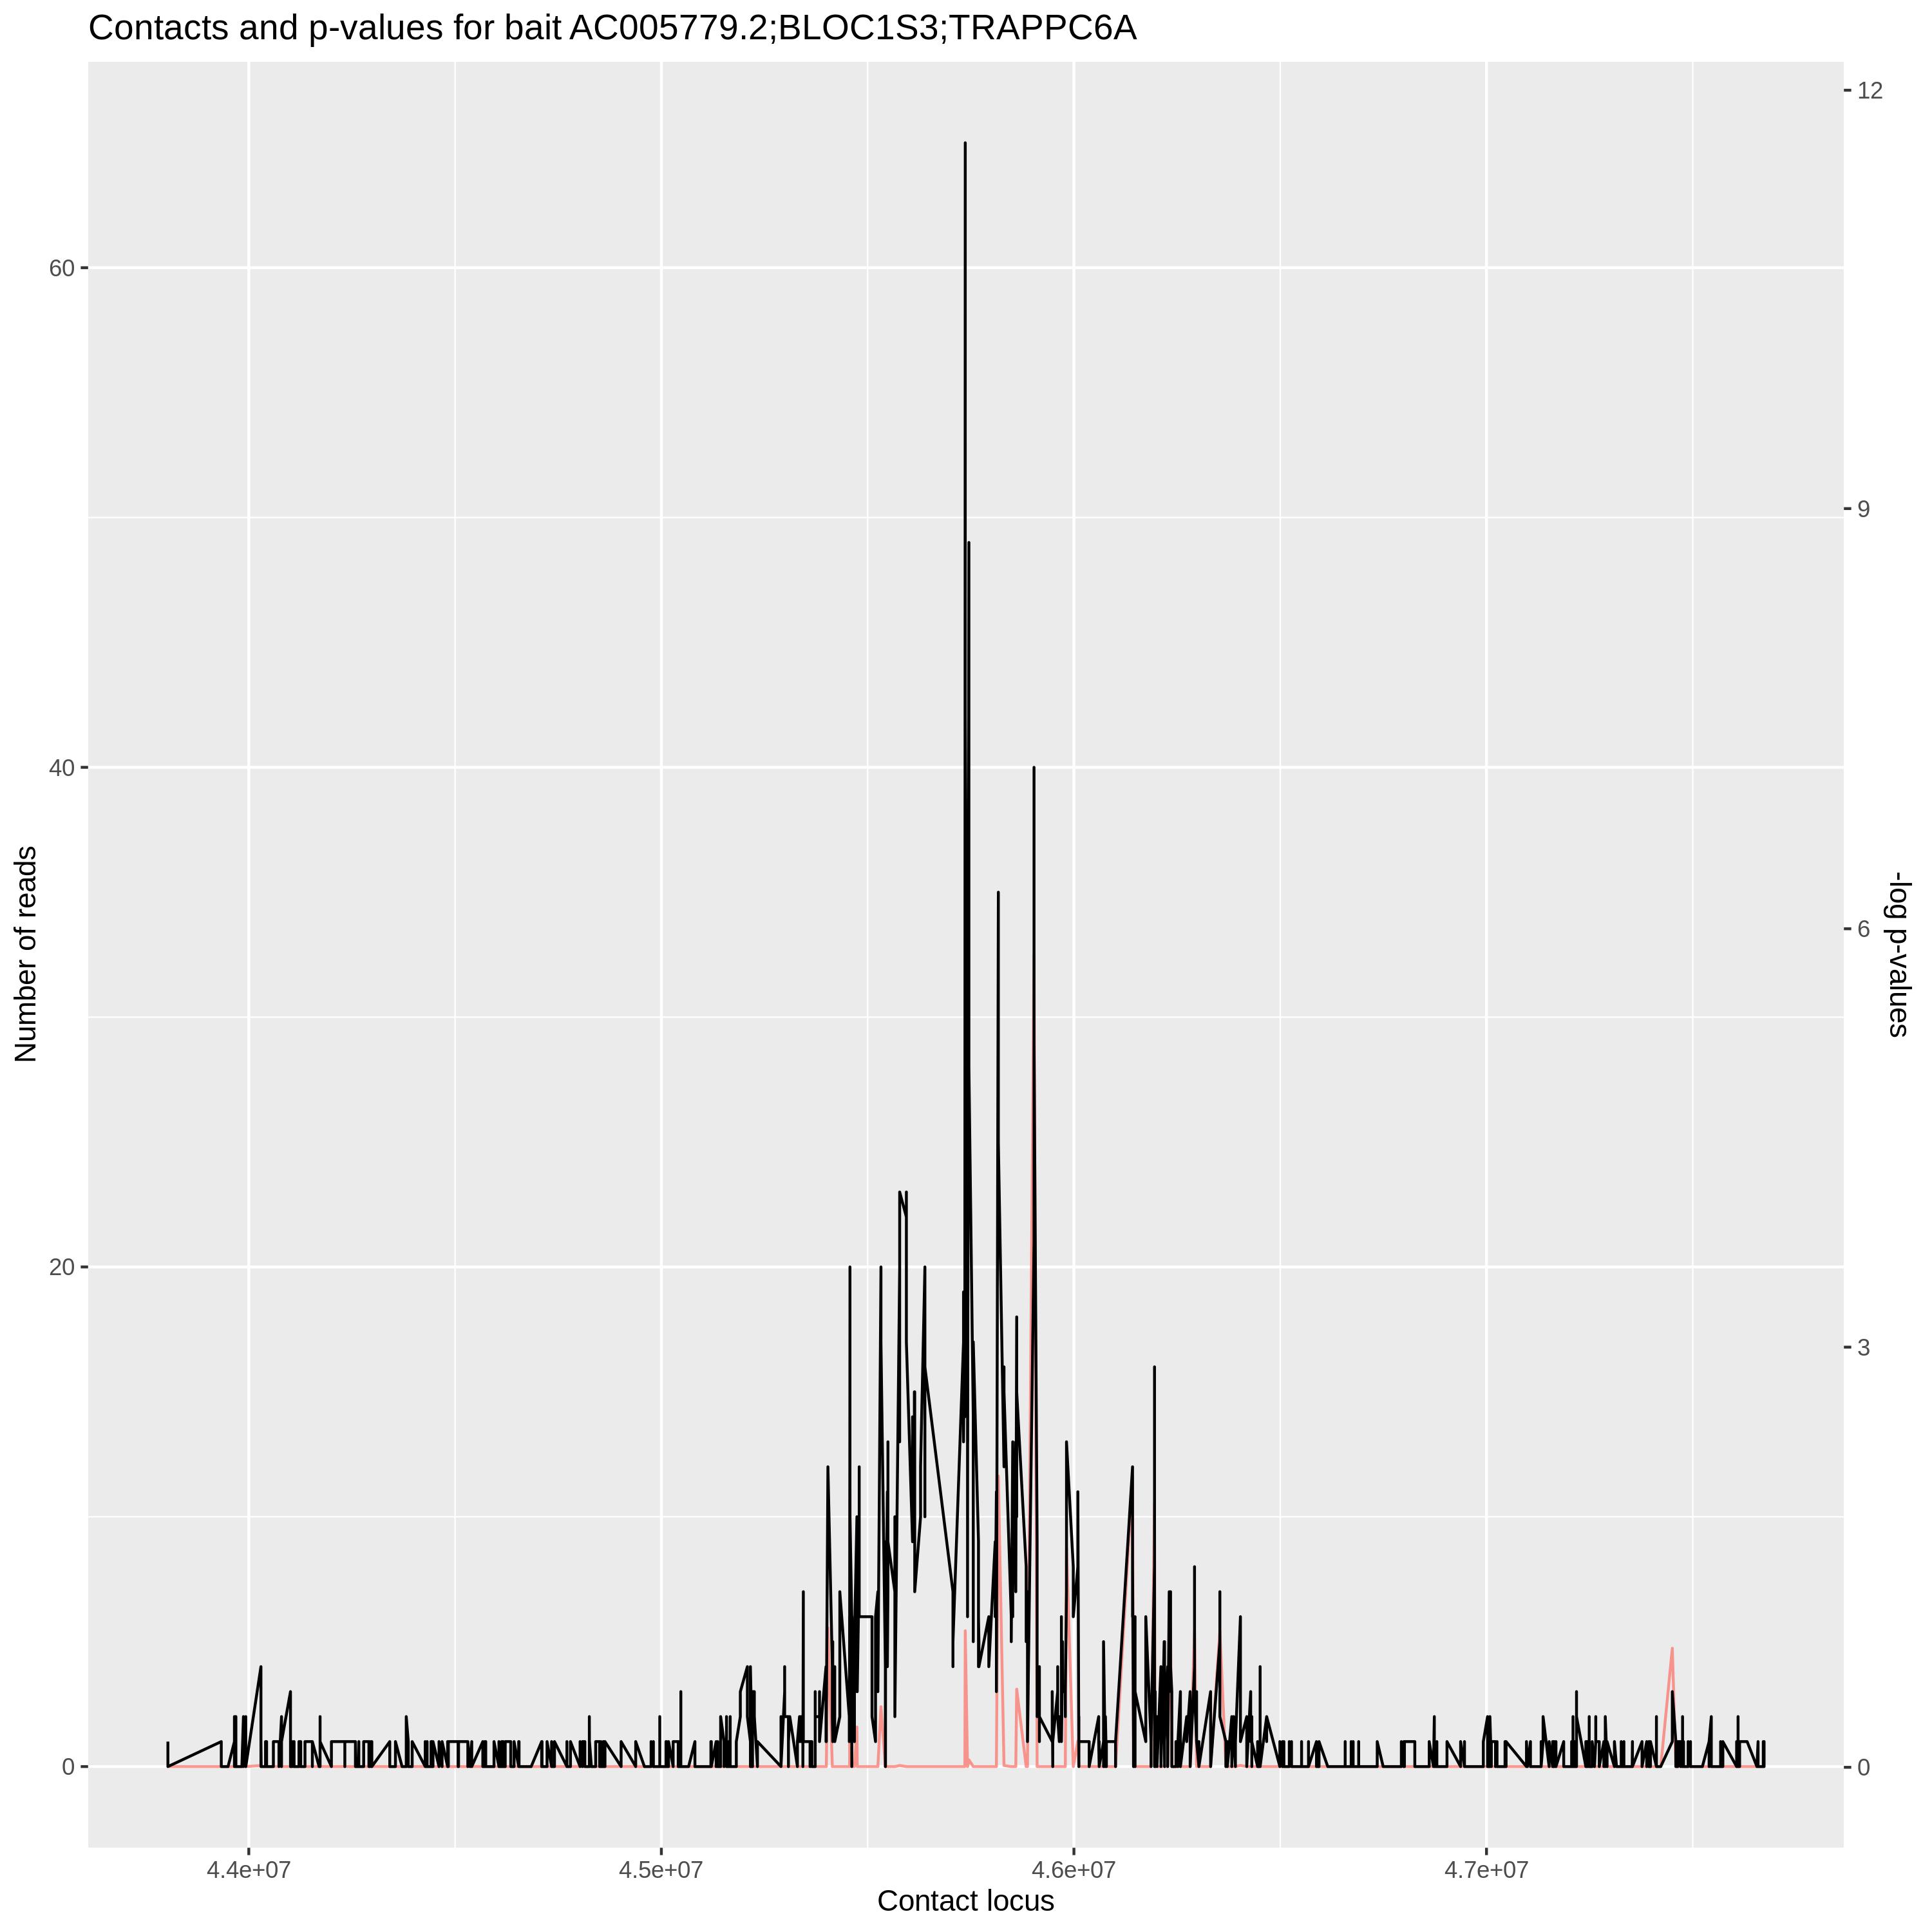 Contacts and p-values for bait AC005779.2;BLOC1S3;TRAPPC6A
12
60
9
40
Number of reads
6
-log p-values
20
3
0
0
4.4e+07
4.5e+07
4.6e+07
4.7e+07
Contact locus